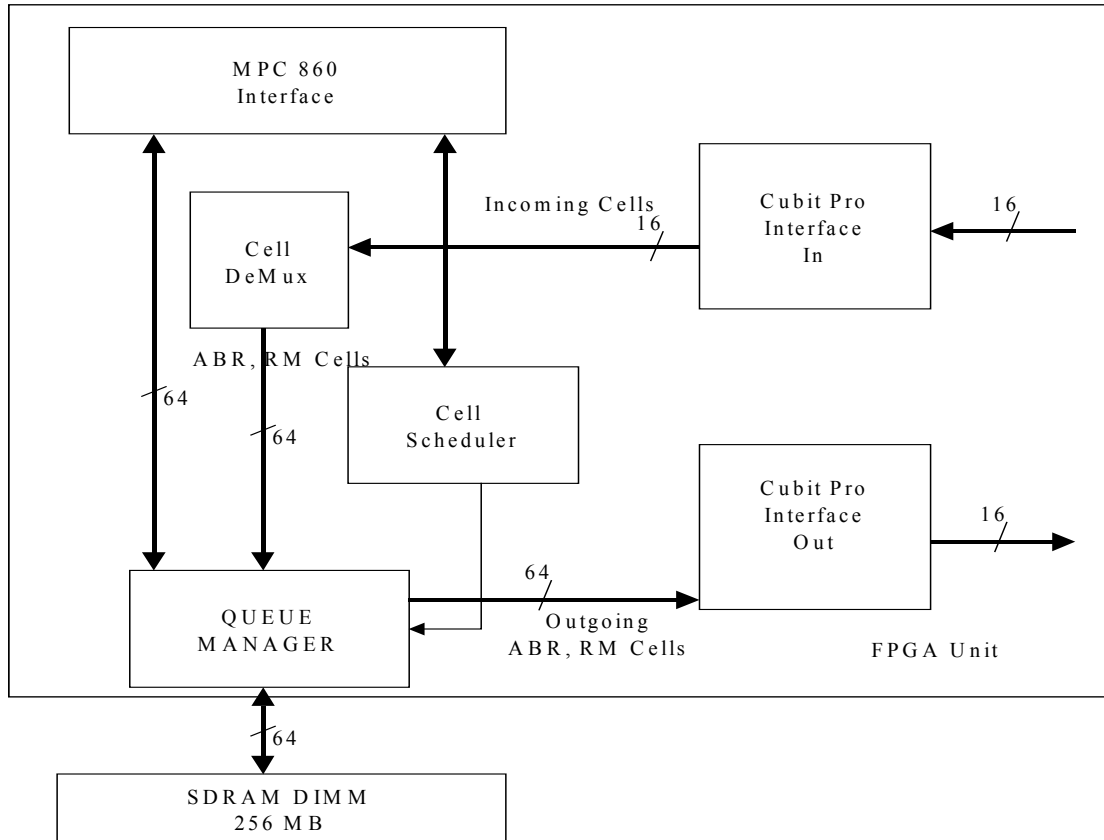 MPC 860
Interface
Incoming Cells
16
Cubit Pro
Interface
In
16
Cell
DeMux
ABR, RM Cells
64
64
Cell
Scheduler
Cubit Pro
Interface
Out
16
64
QUEUE
MANAGER
Outgoing
ABR, RM Cells
FPGA Unit
64
SDRAM DIMM
256 MB